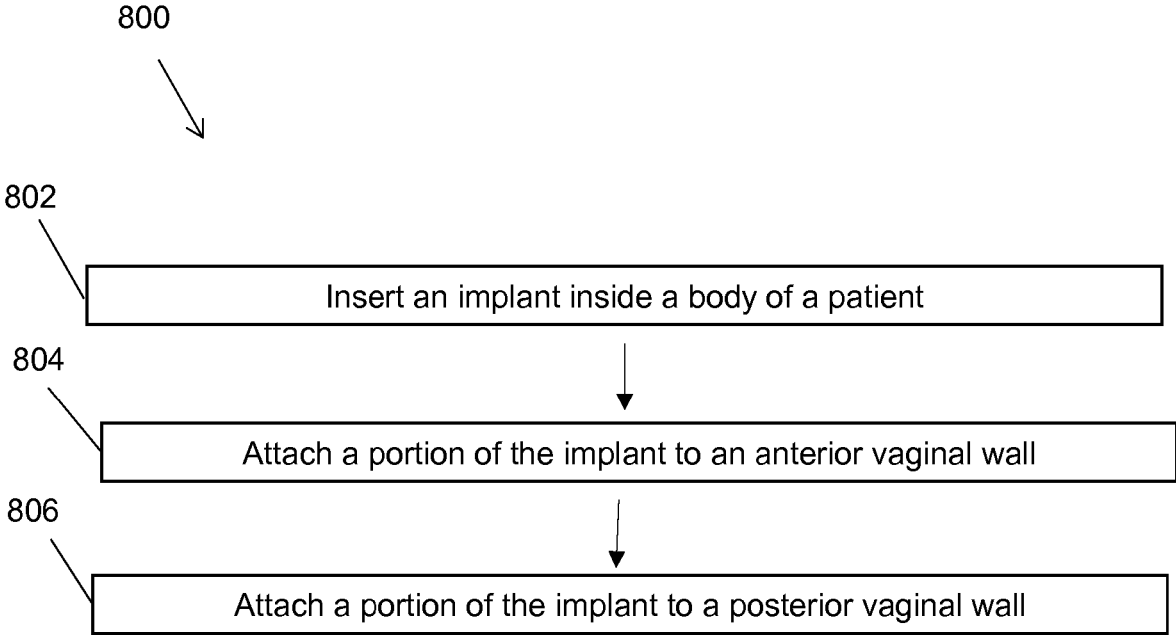 800
802
Insert an implant inside a body of a patient
804
Attach a portion of the implant to an anterior vaginal wall
806
Attach a portion of the implant to a posterior vaginal wall